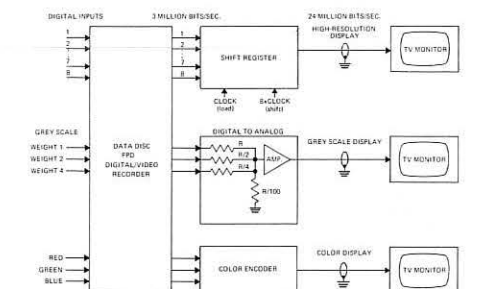 DIGITAL INPUTS
3 MILLION BITS/SEC.
24 MILLION BITS/SEC.
HIGH-RESOLUTION
DISPLAY
1
2
7
8
1
2
7
8
SHIFT REGISTER
TV MONITOR
CLOCK
(load)
8×CLOCK
(shift)
GREY SCALE
WEIGHT 1
WEIGHT 2
WEIGHT 4
DATA DISC
FPD
DIGITAL/VIDEO
RECORDER
DIGITAL TO ANALOG
R
R/2
R/4
AMP.
R/100
GREY SCALE DISPLAY
TV MONITOR
RED
GREEN
BLUE
COLOR ENCODER
COLOR DISPLAY
TV MONITOR